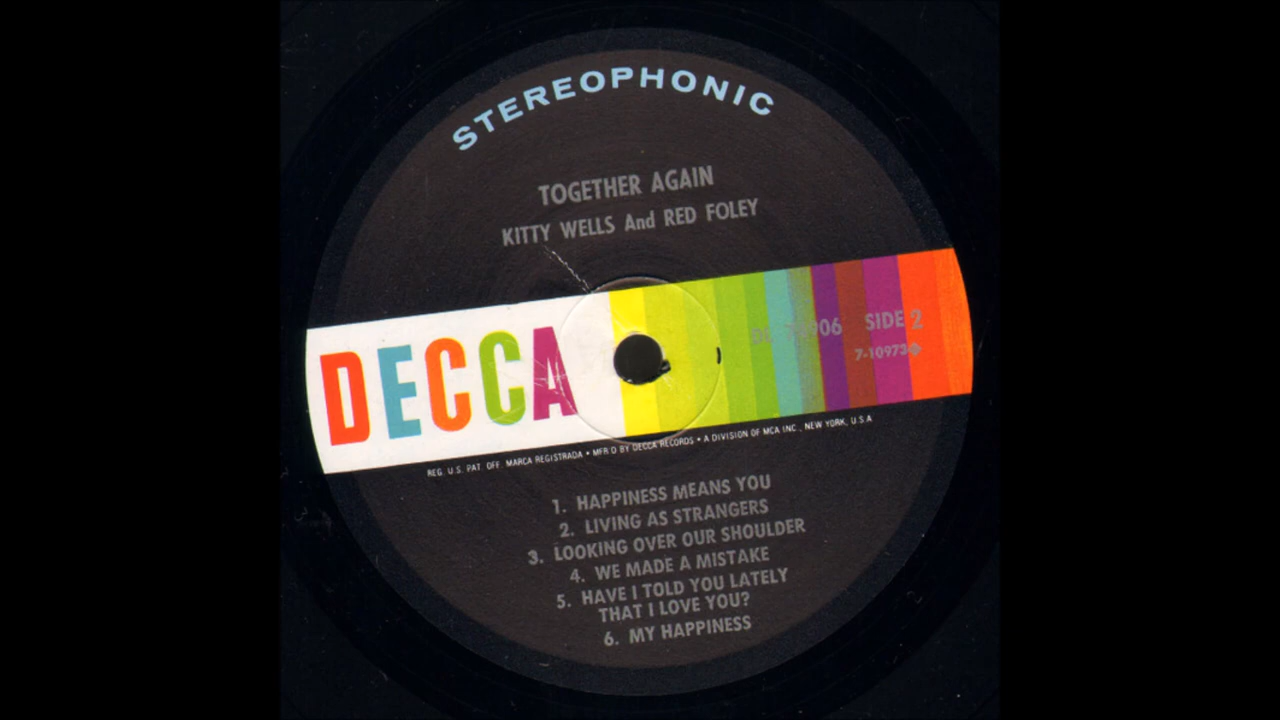 STEREOPHONIC
TOGETHER AGAIN
KITTY WELLS And RED FOLEY
DECCA
SIDE 2
7-10973
REG. U.S. PAT. OFF. MARCA REGISTRADA • MFR'D BY DECCA RECORDS • A DIVISION OF MCA INC., NEW YORK, U.S.A
1. HAPPINESS MEANS YOU
2. LIVING AS STRANGERS
3. LOOKING OVER OUR SHOULDER
4. WE MADE A MISTAKE
5. HAVE I TOLD YOU LATELY
THAT I LOVE YOU?
6. MY HAPPINESS